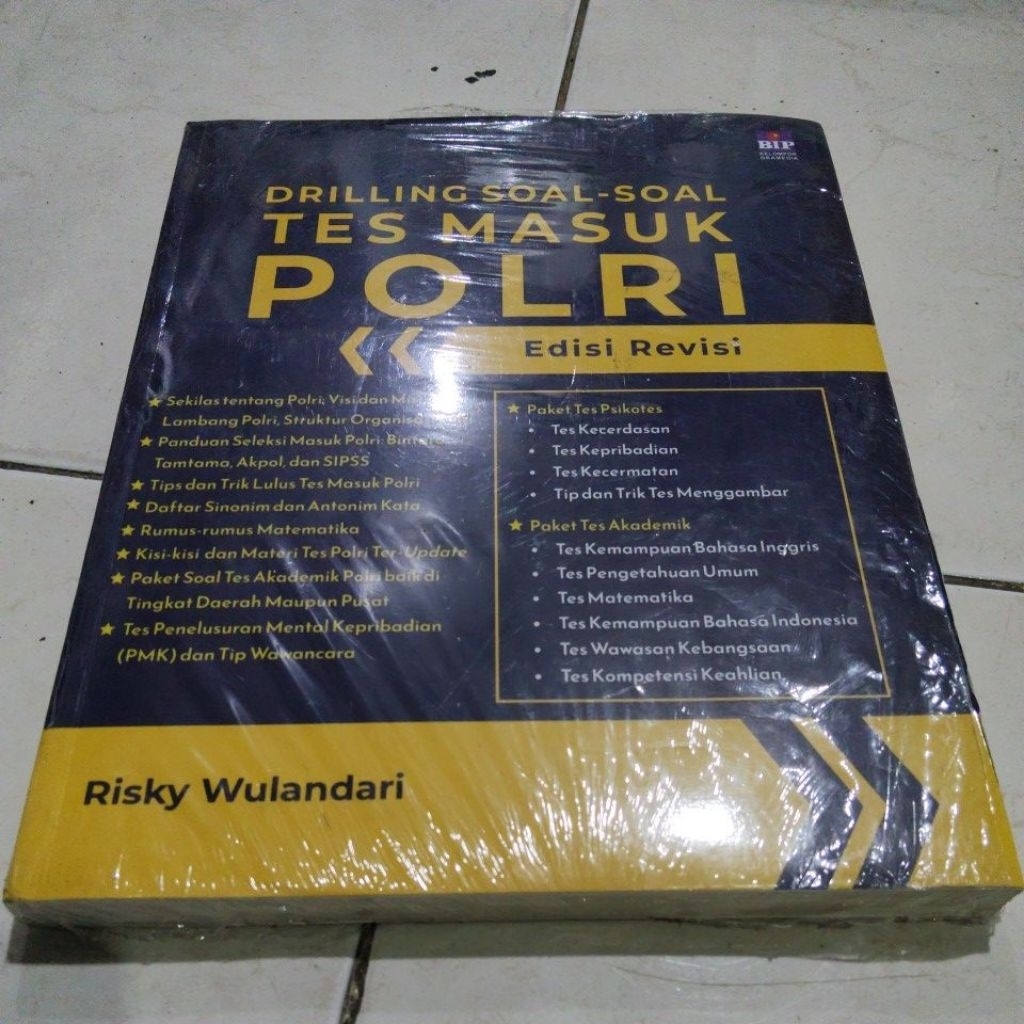 BIP
KELOMPOK
GRAMEDIA
DRILLING SOAL-SOAL
TES MASUK
POLRI
Edisi Revisi
Sekilas tentang Polri; Visi dan
Lambang Polri, Struktur
Panduan Seleksi Masuk Polri: Bintara,
Tamtama, Akpol, dan SIPSS
Tips dan Trik Lulus Tes Masuk Polri
Daftar Sinonim dan Antonim Kata
Rumus-rumus Matematika
Kisi-kisi dan Materi Tes Polri Ter-Update
Paket Soal Tes Akademik Polri baik di
Tingkat Daerah Maupun Pusat
Tes Penelusuran Mental Kepribadian
(PMK) dan Tip Wawancara
Paket Tes Psikotes
• Tes Kecerdasan
• Tes Kepribadian
• Tes Kecermatan
• Tip dan Trik Tes Menggambar
Paket Tes Akademik
• Tes Kemampuan Bahasa Inggris
• Tes Pengetahuan Umum
• Tes Matematika
• Tes Kemampuan Bahasa Indonesia
• Tes Wawasan Kebangsaan
• Tes Kompetensi Keahlian
Risky Wulandari